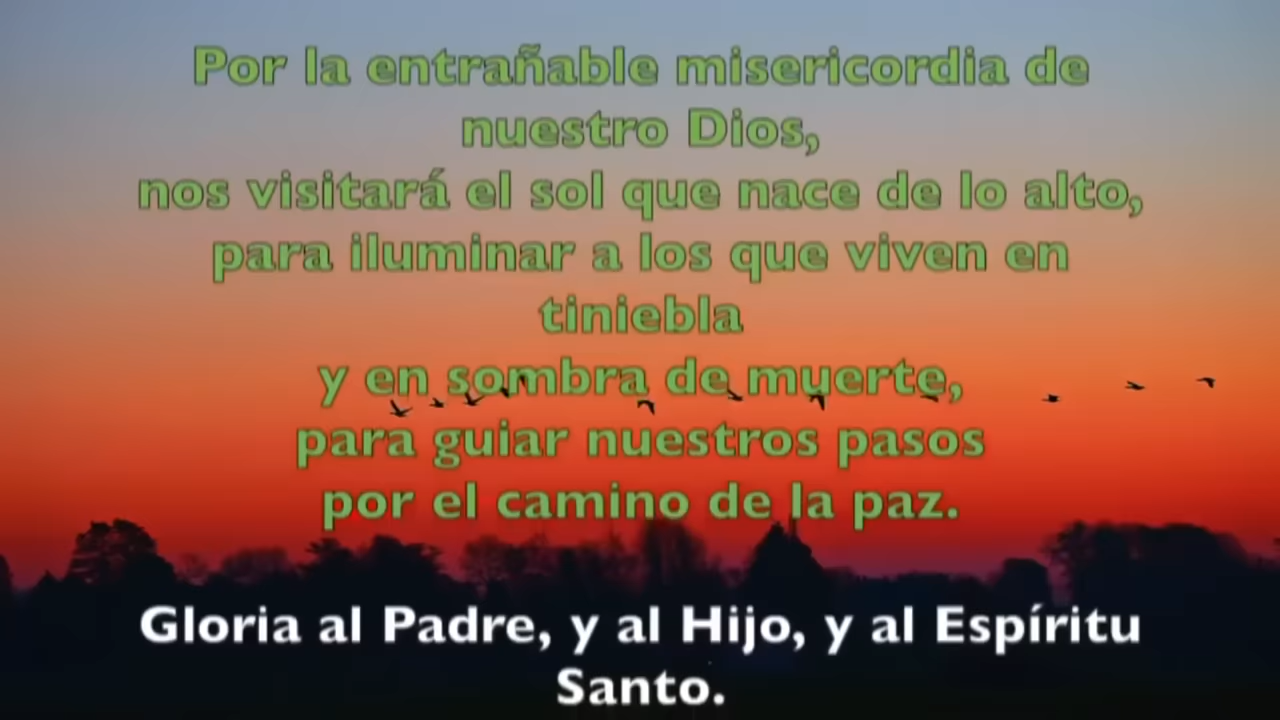 Por la entrañable misericordia de
nuestro Dios,
nos visitará el sol que nace de lo alto,
para iluminar a los que viven en
tiniebla
y en sombra de muerte,
para guiar nuestros pasos
por el camino de la paz.
Gloria al Padre, y al Hijo, y al Espíritu
Santo.